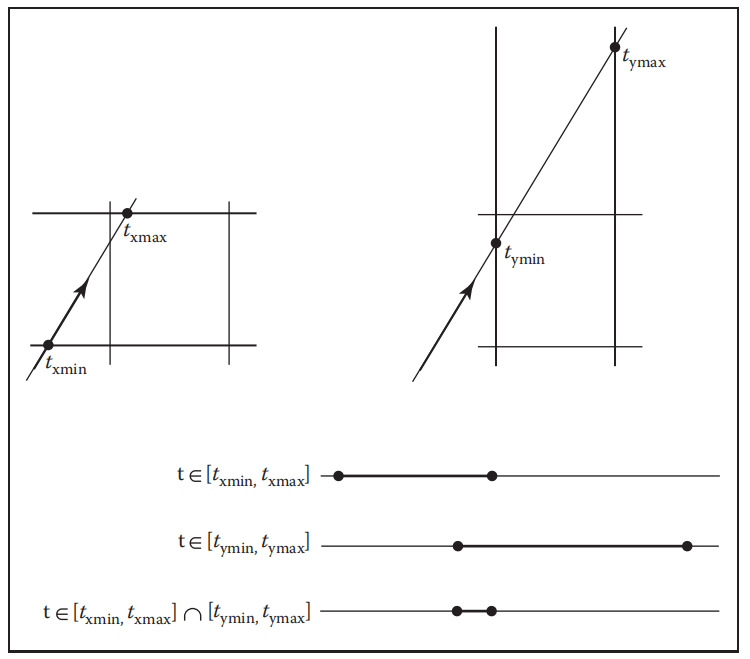 t_ymax
t_xmax
t_ymin
t_xmin
t ∈ [t_xmin, t_xmax]
t ∈ [t_ymin, t_ymax]
t ∈ [t_xmin, t_xmax] ∩ [t_ymin, t_ymax]